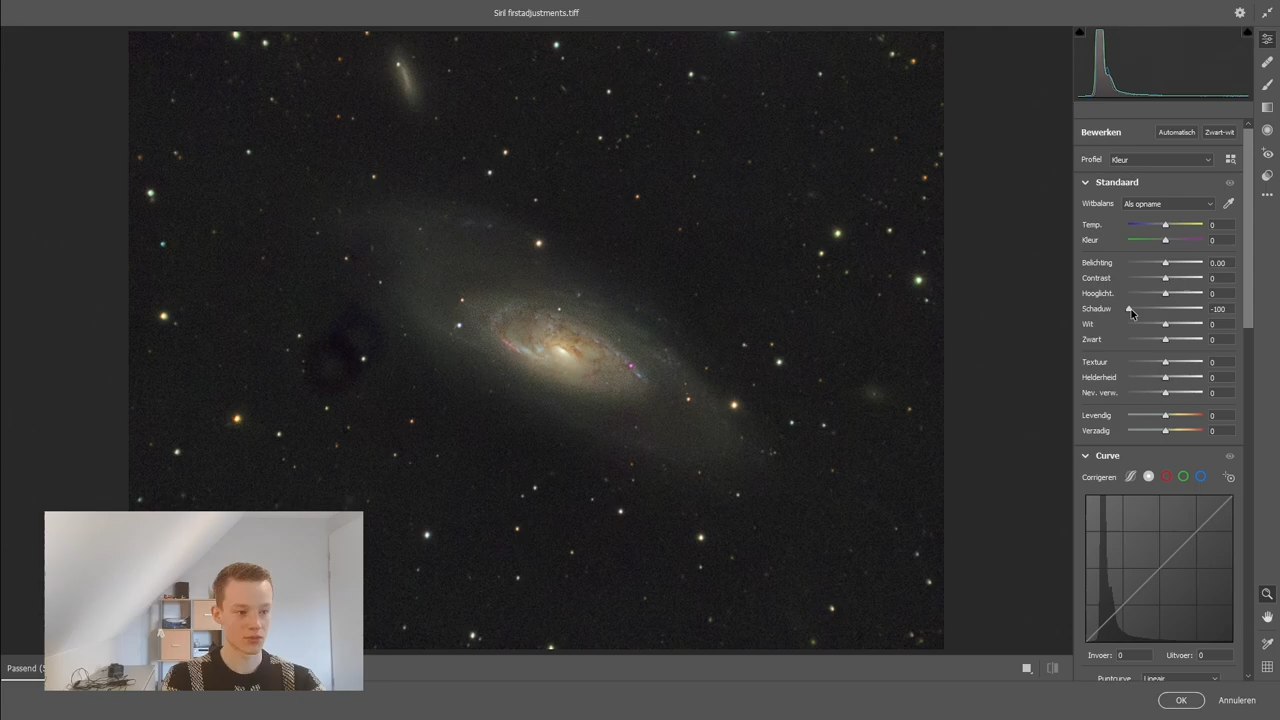 Siril firstadjustments.tiff
Bewerken Automatisch Zwart-wit
Profiel Kleur
Standaard
Witbalans Als opname
Temp. 0
Kleur 0
Belichting 0.00
Contrast 0
Hooglicht. 0
Schaduw -100
Wit 0
Zwart 0
Textuur 0
Helderheid 0
Nev. verw. 0
Levendig 0
Verzadig 0
Curve
Corrigeren
Invoer: 0 Uitvoer: 0
Puntcurve Lineair
Passend
OK Annuleren